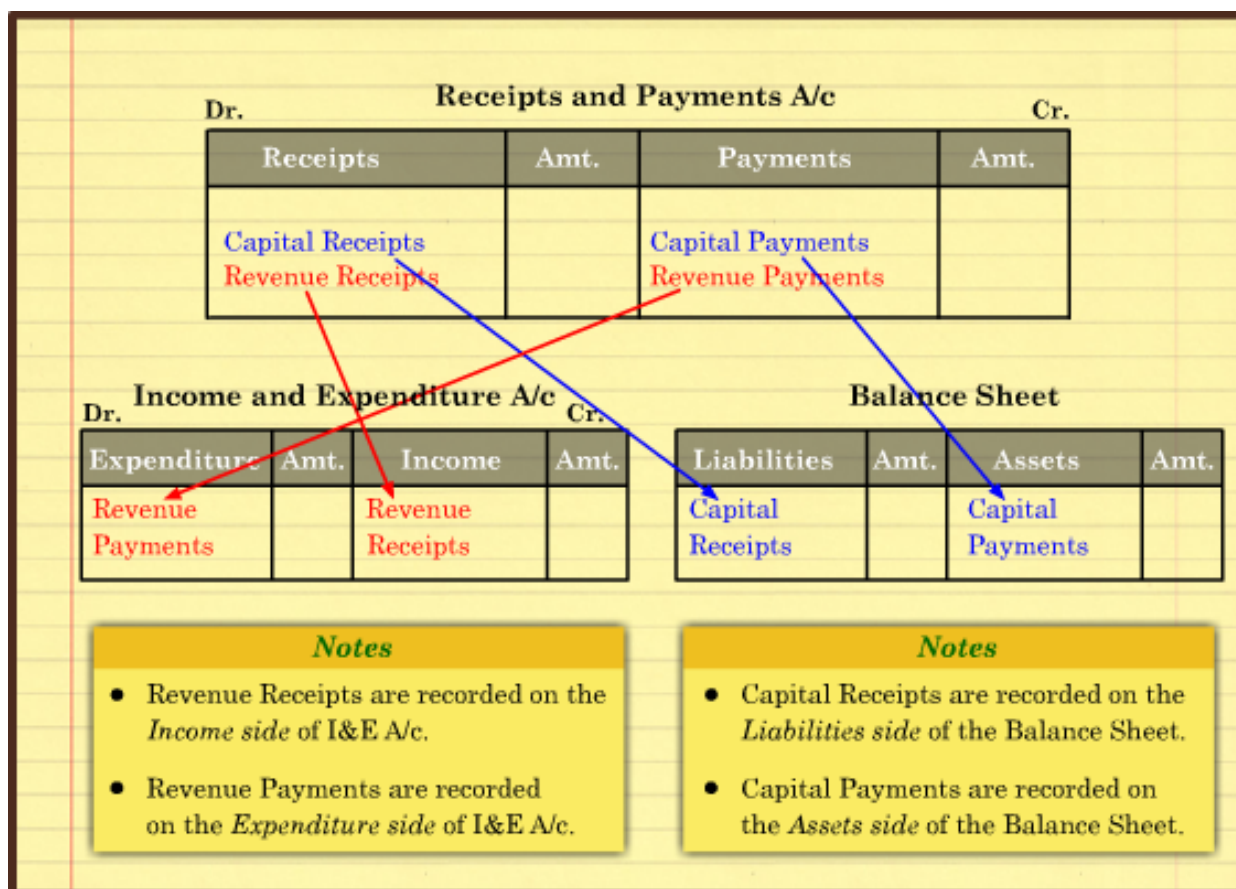 Receipts and Payments A/c
Dr. Cr.
Receipts Amt. Payments Amt.
Capital Receipts Capital Payments
Revenue Receipts Revenue Payments
Income and Expenditure A/c Balance Sheet
Dr. Cr.
Expenditure Amt. Income Amt. Liabilities Amt. Assets Amt.
Revenue Revenue Capital Capital
Payments Receipts Receipts Payments
Notes
● Revenue Receipts are recorded on the
Income side of I&E A/c.
● Revenue Payments are recorded
on the Expenditure side of I&E A/c.
Notes
● Capital Receipts are recorded on the
Liabilities side of the Balance Sheet.
● Capital Payments are recorded on
the Assets side of the Balance Sheet.